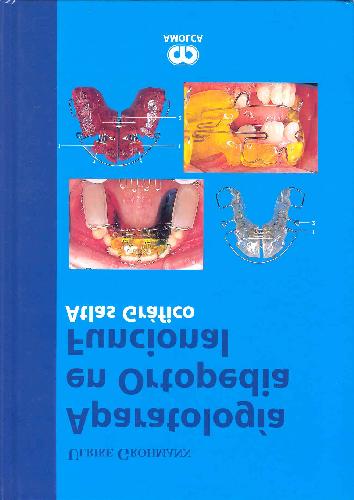 ULRIKE GROHMANN
Aparatología
en Ortopedia
Funcional
Atlas Gráfico
AMOLCA